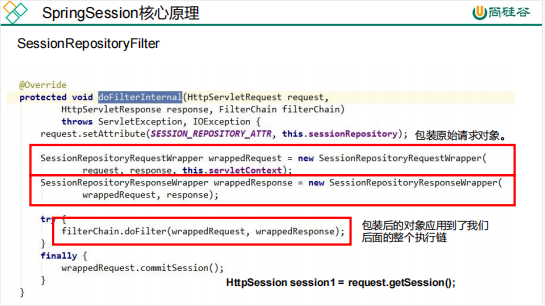 SpringSession核心原理
尚硅谷
SessionRepositoryFilter
@Override
protected void doFilterInternal(HttpServletRequest request,
HttpServletResponse response, FilterChain filterChain)
throws ServletException, IOException {
request.setAttribute(SESSION_REPOSITORY_ATTR, this.sessionRepository); 包装原始请求对象。
SessionRepositoryRequestWrapper wrappedRequest = new SessionRepositoryRequestWrapper(
request, response, this.servletContext);
SessionRepositoryResponseWrapper wrappedResponse = new SessionRepositoryResponseWrapper(
wrappedRequest, response);
try {
filterChain.doFilter(wrappedRequest, wrappedResponse);
包装后的对象应用到了我们
后面的整个执行链
}
finally {
wrappedRequest.commitSession();
HttpSession session1 = request.getSession();
}
}